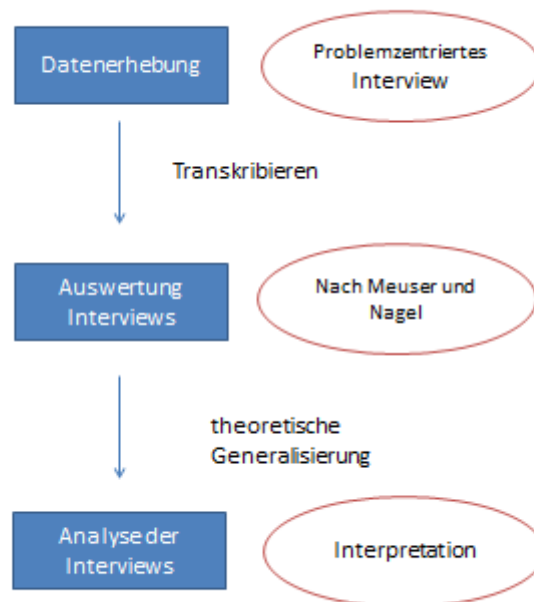 Datenerhebung
Problemzentriertes
Interview
Transkribieren
Auswertung
Interviews
Nach Meuser und
Nagel
theoretische
Generalisierung
Analyse der
Interviews
Interpretation